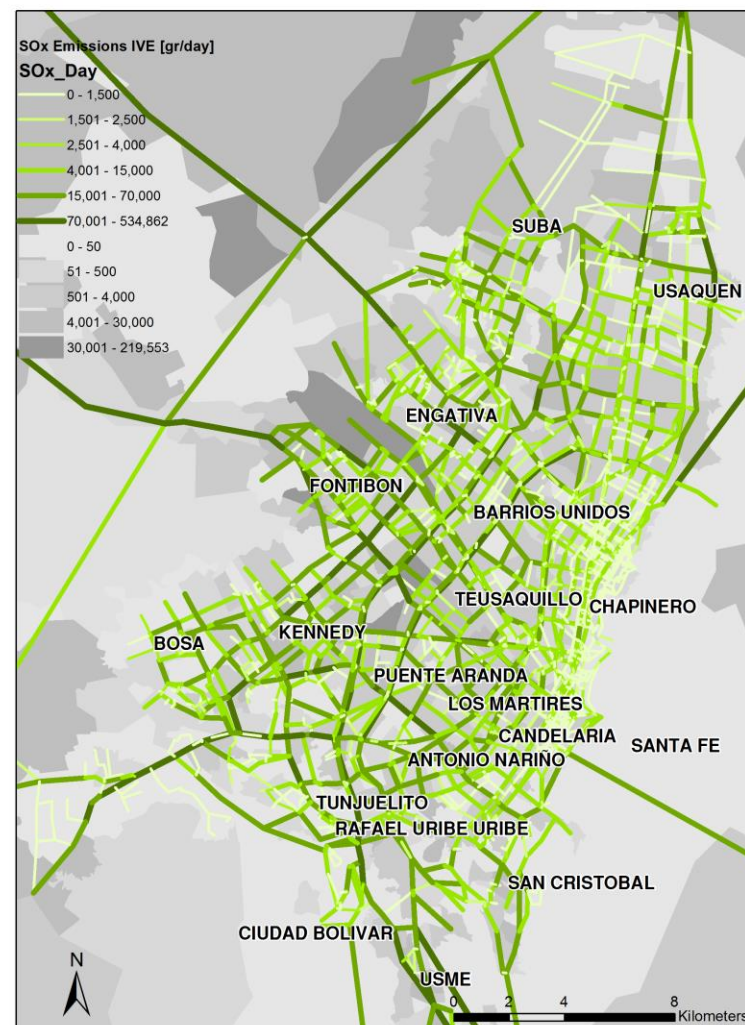 SOx Emissions IVE [gr/day]
SOx_Day
0 - 1,500
1,501 - 2,500
2,501 - 4,000
4,001 - 15,000
15,001 - 70,000
70,001 - 534,862
0 - 50
51 - 500
501 - 4,000
4,001 - 30,000
30,001 - 219,553
SUBA
USAQUEN
ENGATIVA
FONTIBON
BARRIOS UNIDOS
TEUSAQUILLO
CHAPINERO
KENNEDY
BOSA
PUENTE ARANDA
LOS MARTIRES
CANDELARIA
SANTA FE
ANTONIO NARIÑO
TUNJUELITO
RAFAEL URIBE URIBE
SAN CRISTOBAL
CIUDAD BOLIVAR
USME
N
0 2 4 8
Kilometers